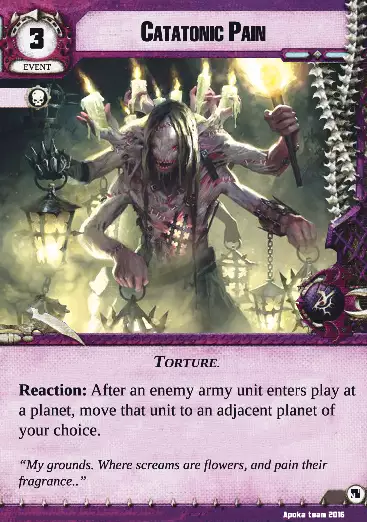 3
CATATONIC PAIN
EVENT
TORTURE.
Reaction: After an enemy army unit enters play at
a planet, move that unit to an adjacent planet of
your choice.
“My grounds. Where screams are flowers, and pain their
fragrance..”
Apoka team 2016